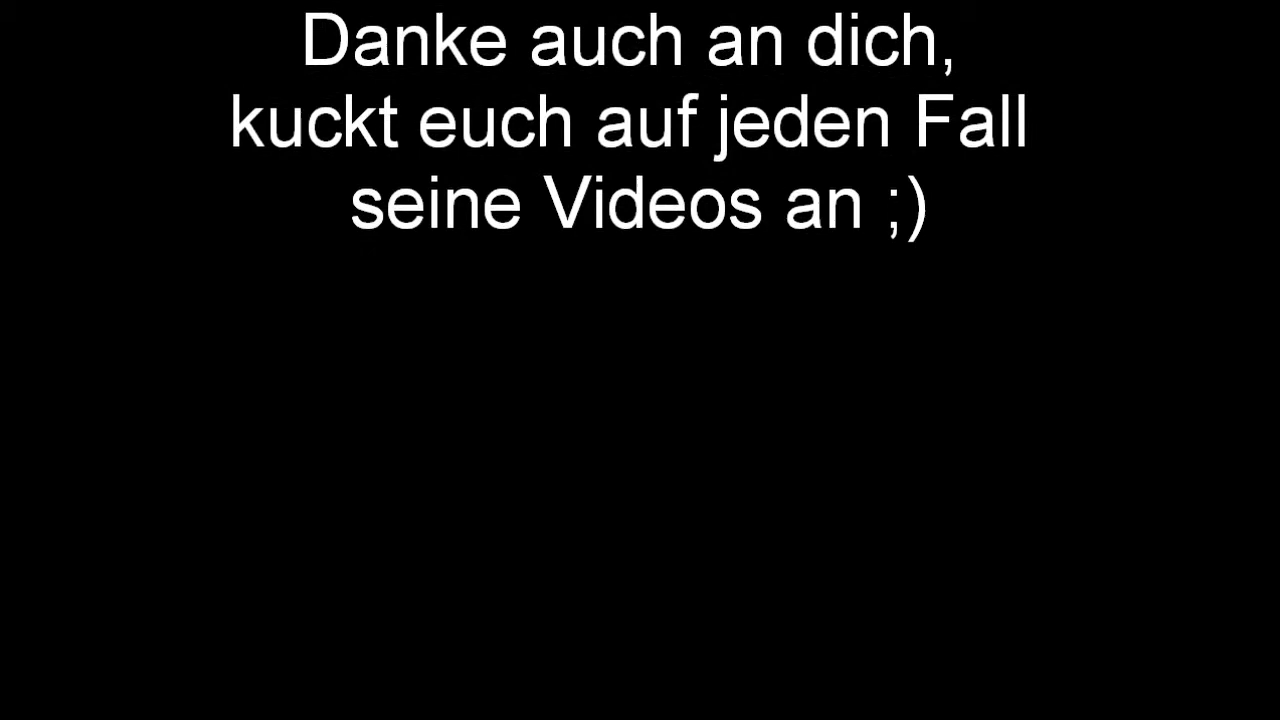 Danke auch an dich,
kuckt euch auf jeden Fall
seine Videos an ;)